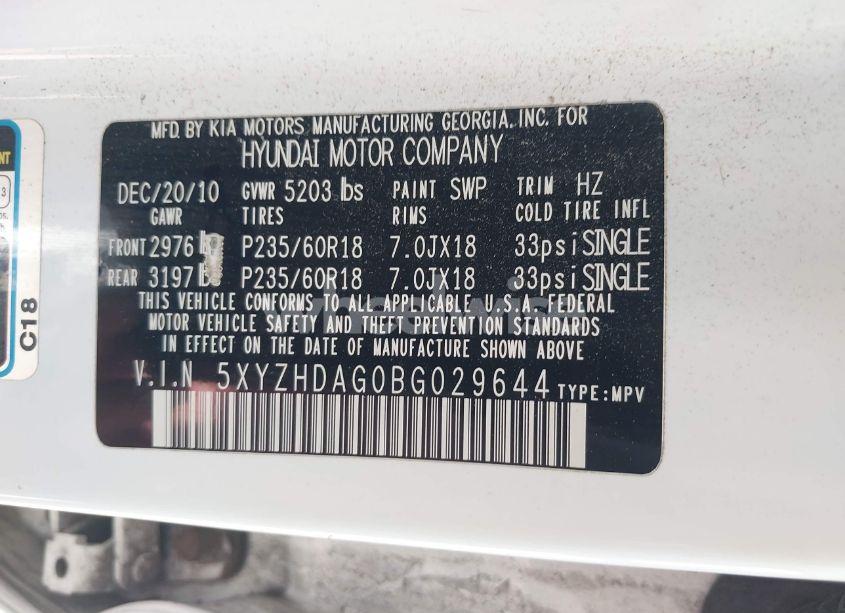 MFD. BY KIA MOTORS MANUFACTURING GEORGIA. INC. FOR
HYUNDAI MOTOR COMPANY
DEC/20/10 GVWR 5203 lbs PAINT SWP TRIM HZ
GAWR TIRES RIMS COLD TIRE INFL
FRONT 2976 P235/60R18 7.0JX18 33psi SINGLE
REAR 3197 lbs P235/60R18 7.0JX18 33psi SINGLE
THIS VEHICLE CONFORMS TO ALL APPLICABLE U.S.A. FEDERAL
MOTOR VEHICLE SAFETY AND THEFT PREVENTION STANDARDS
IN EFFECT ON THE DATE OF MANUFACTURE SHOWN ABOVE
V.I.N 5XYZHDAG0BG029644 TYPE:MPV
C18